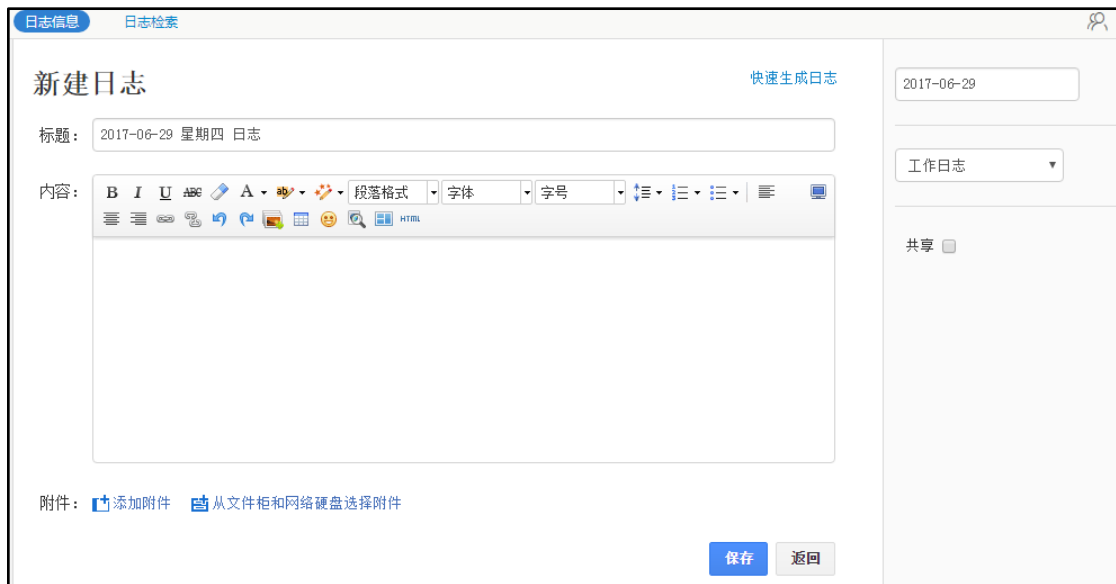 日志信息 日志检索
新建日志
快速生成日志
2017-06-29
标题： 2017-06-29 星期四 日志
工作日志
内容： B I U ABC A ab 段落格式 字体 字号
HTML
共享
附件： 添加附件 从文件柜和网络硬盘选择附件
保存 返回